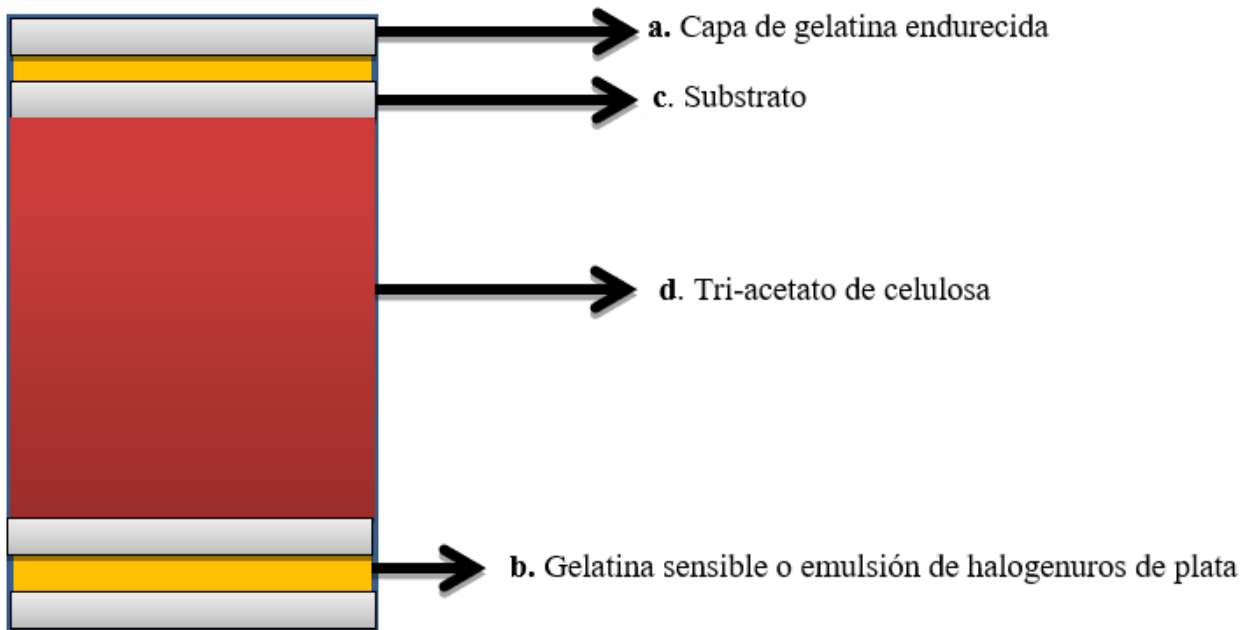 a. Capa de gelatina endurecida
c. Substrato
d. Tri-acetato de celulosa
b. Gelatina sensible o emulsión de halogenuros de plata